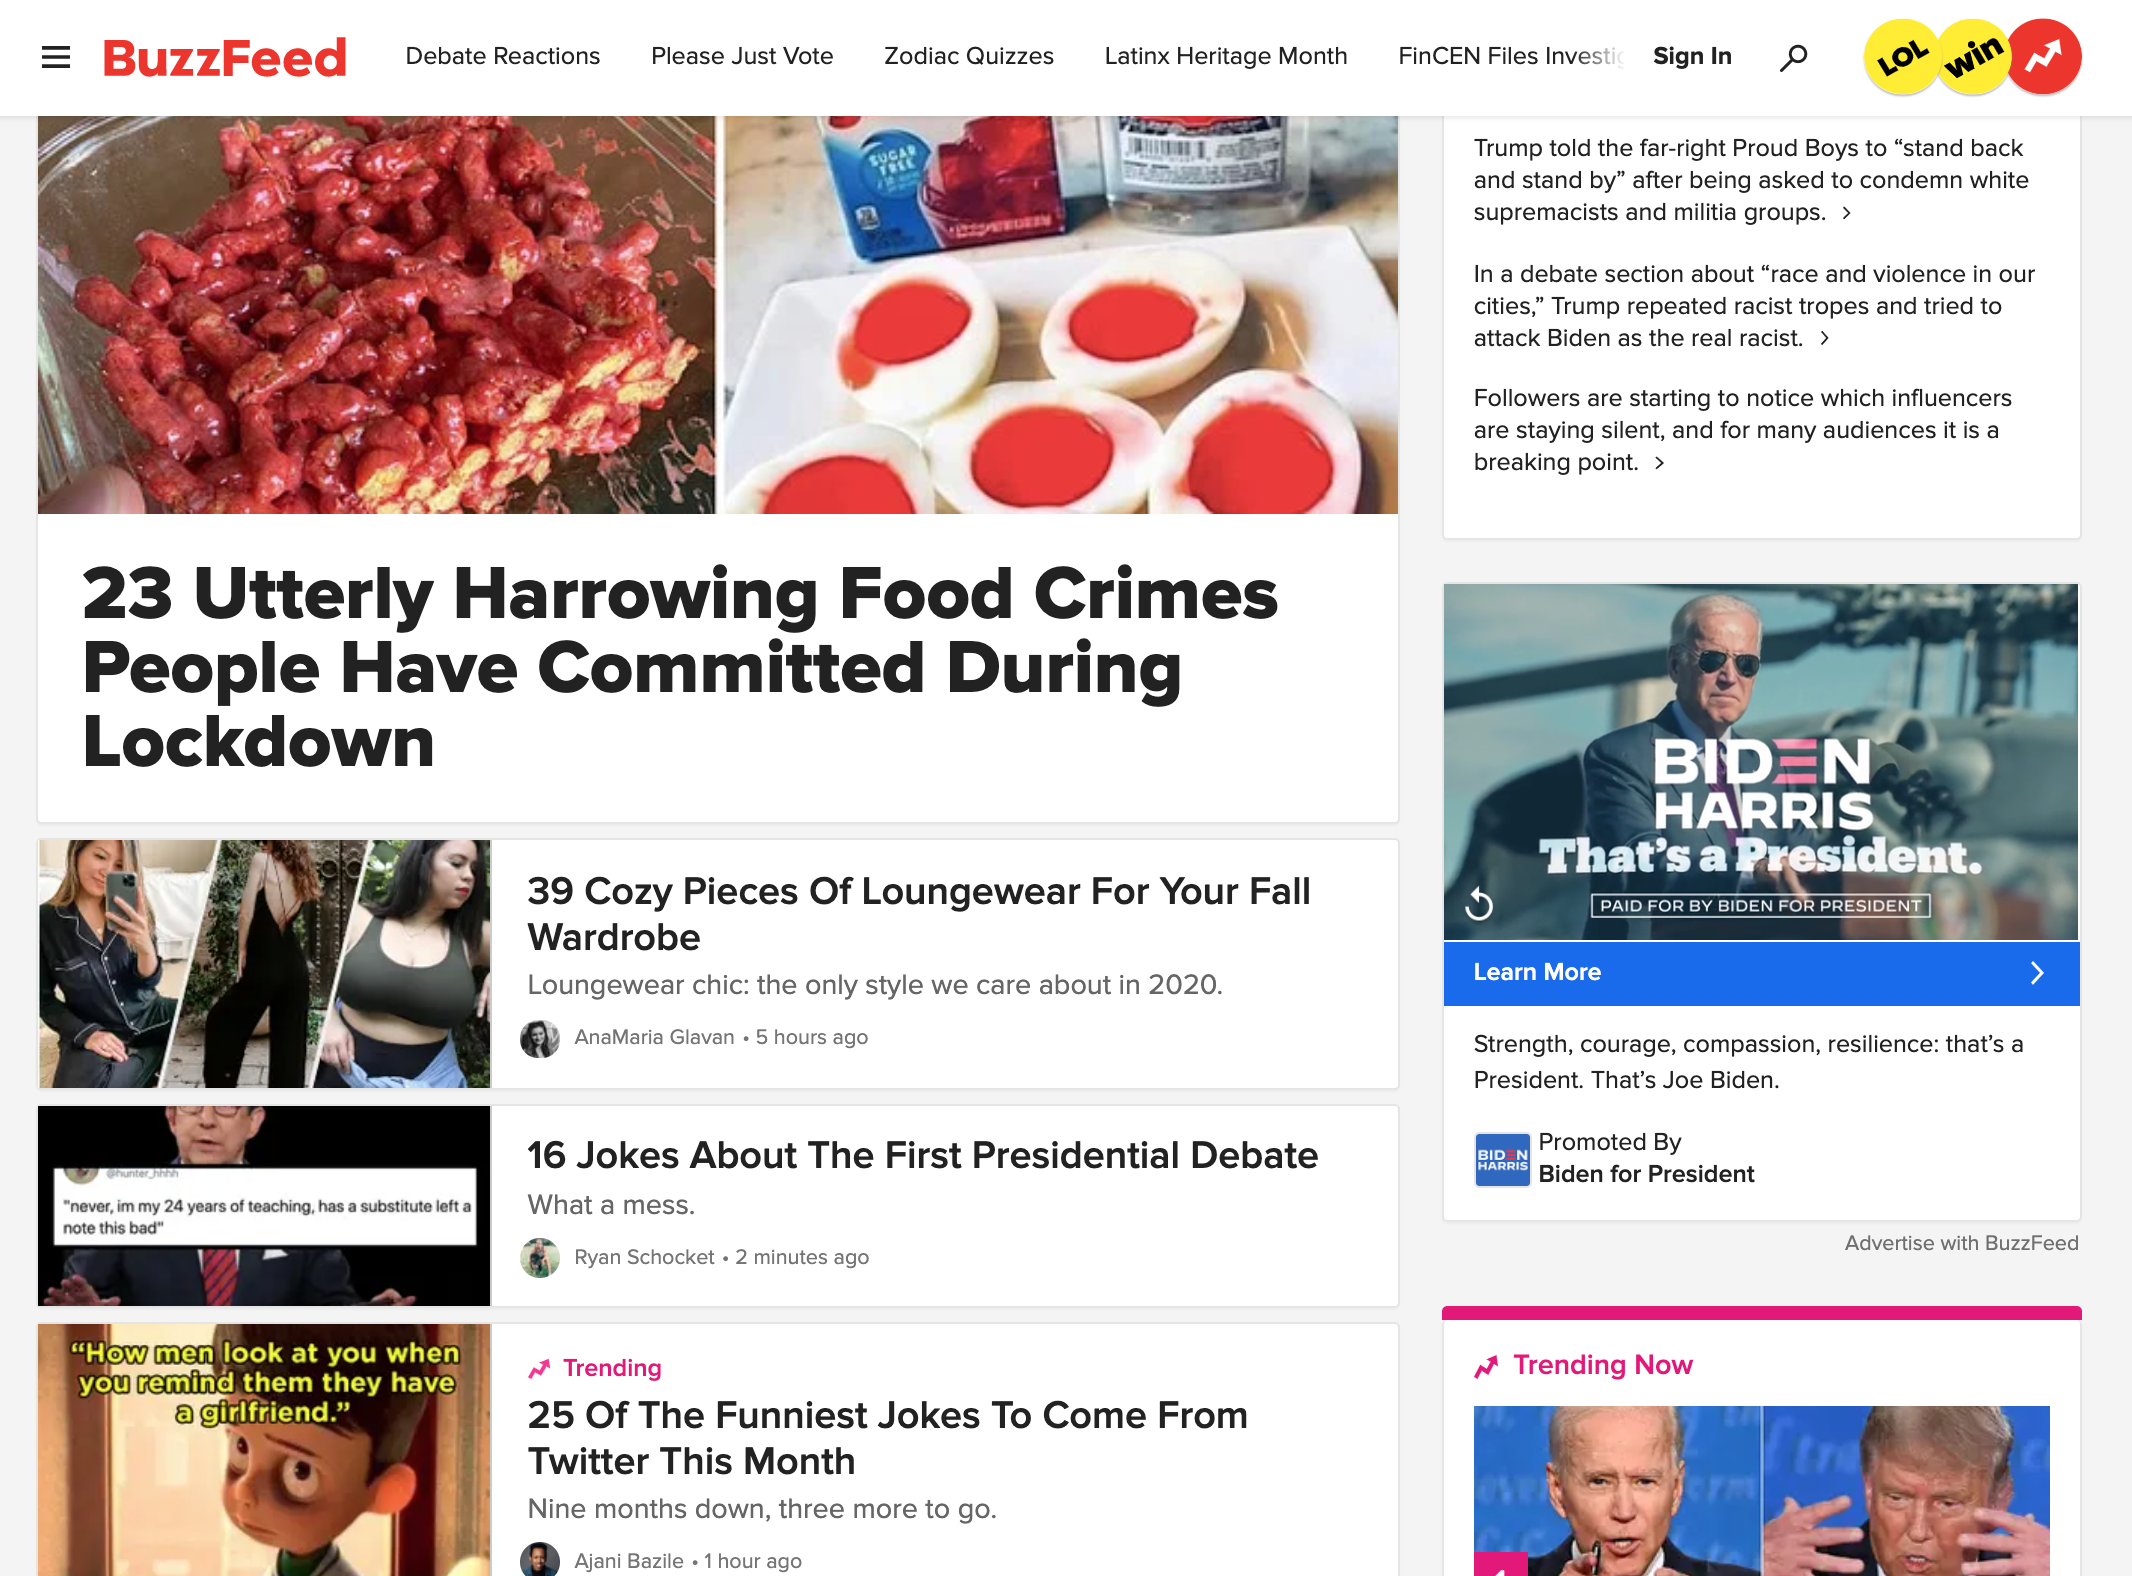 BuzzFeed
Debate Reactions
Please Just Vote
Zodiac Quizzes
Latinx Heritage Month
FinCEN Files Investig
Sign In
LOL
win
SUGAR
FREE
Trump told the far-right Proud Boys to “stand back
and stand by” after being asked to condemn white
supremacists and militia groups.
In a debate section about “race and violence in our
cities,” Trump repeated racist tropes and tried to
attack Biden as the real racist.
Followers are starting to notice which influencers
are staying silent, and for many audiences it is a
breaking point.
23 Utterly Harrowing Food Crimes
People Have Committed During
Lockdown
BIDEN
HARRIS
That’s a President.
PAID FOR BY BIDEN FOR PRESIDENT
Learn More
Strength, courage, compassion, resilience: that’s a
President. That’s Joe Biden.
BIDEN
HARRIS
Promoted By
Biden for President
Advertise with BuzzFeed
39 Cozy Pieces Of Loungewear For Your Fall
Wardrobe
Loungewear chic: the only style we care about in 2020.
AnaMaria Glavan • 5 hours ago
@hunter_hhhh
"never, im my 24 years of teaching, has a substitute left a
note this bad"
16 Jokes About The First Presidential Debate
What a mess.
Ryan Schocket • 2 minutes ago
“How men look at you when
you remind them they have
a girlfriend.”
Trending
25 Of The Funniest Jokes To Come From
Twitter This Month
Nine months down, three more to go.
Ajani Bazile • 1 hour ago
Trending Now